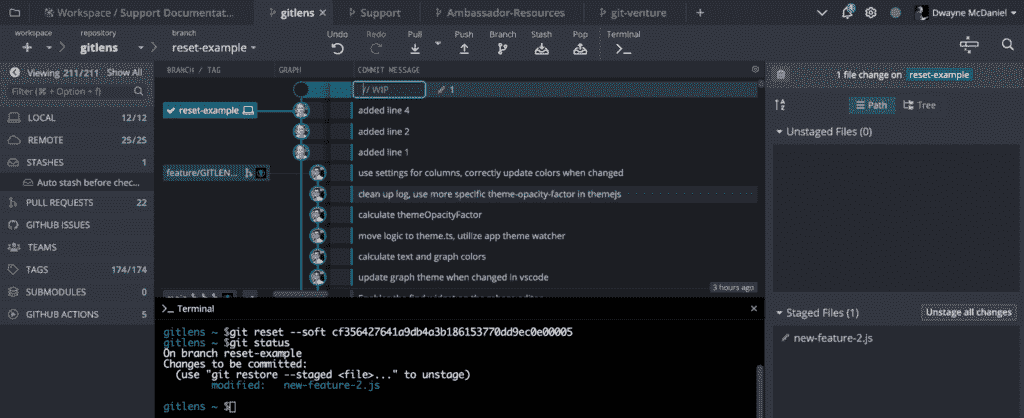 Workspace / Support Documentat...
gitlens
Support
Ambassador-Resources
git-venture
Dwayne McDaniel
workspace
repository
gitlens
branch
reset-example
Undo
Redo
Pull
Push
Branch
Stash
Pop
Terminal
Viewing 211/211 Show All
Filter (⌘ + Option + f)
LOCAL 12/12
REMOTE 25/25
STASHES 1
Auto stash before chec...
PULL REQUESTS 22
GITHUB ISSUES
TEAMS
TAGS 174/174
SUBMODULES 0
GITHUB ACTIONS 5
BRANCH / TAG GRAPH COMMIT MESSAGE
// WIP 1
reset-example added line 4
added line 2
added line 1
feature/GITLEN... use settings for columns, correctly update colors when changed
clean up log, use more specific theme-opacity-factor in themejs
calculate themeOpacityFactor
move logic to theme.ts, utilize app theme watcher
calculate text and graph colors
update graph theme when changed in vscode
3 hours ago
Terminal
gitlens ~ $git reset --soft cf356427641a9db4a3b186153770dd9ec0e00005
gitlens ~ $git status
On branch reset-example
Changes to be committed:
(use "git restore --staged <file>..." to unstage)
modified: new-feature-2.js
gitlens ~ $
1 file change on reset-example
Path Tree
Unstaged Files (0)
Staged Files (1) Unstage all changes
new-feature-2.js